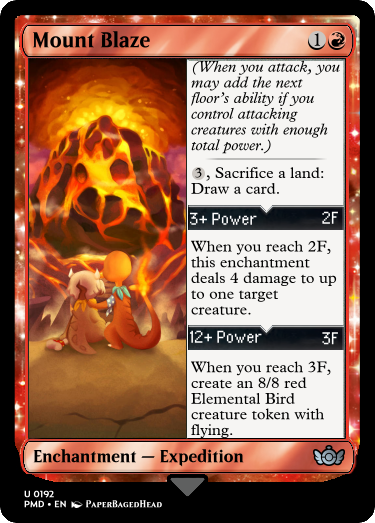 Mount Blaze 1
(When you attack, you
may add the next
floor's ability if you
control attacking
creatures with enough
total power.)
3, Sacrifice a land:
Draw a card.
3+ Power 2F
When you reach 2F,
this enchantment
deals 4 damage to up
to one target
creature.
12+ Power 3F
When you reach 3F,
create an 8/8 red
Elemental Bird
creature token with
flying.
Enchantment — Expedition
U 0192
PMD • EN PaperBagedHead